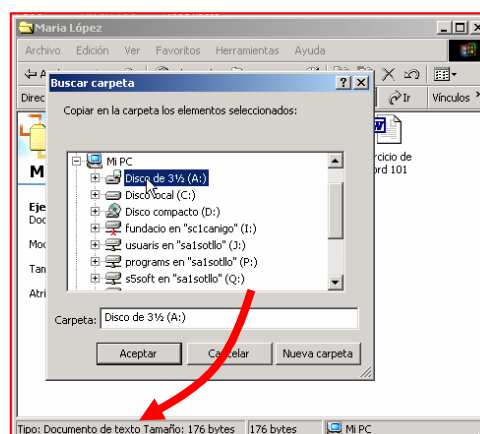 Maria López
Archivo Edición Ver Favoritos Herramientas Ayuda
Buscar carpeta
Direc
Ir
Vínculos
Copiar en la carpeta los elementos seleccionados:
Mi PC
Disco de 3½ (A:)
Disco local (C:)
Disco compacto (D:)
fundacio en "sc1canigo" (I:)
usuaris en "sa1sotllo" (J:)
programs en "sa1sotllo" (P:)
s5soft en "sa1sotllo" (Q:)
rcicio de
ord 101
M
Eje
Doc
Mod
Tan
Atri
Carpeta: Disco de 3½ (A:)
Aceptar Cancelar Nueva carpeta
Tipo: Documento de texto Tamaño: 176 bytes 176 bytes Mi PC